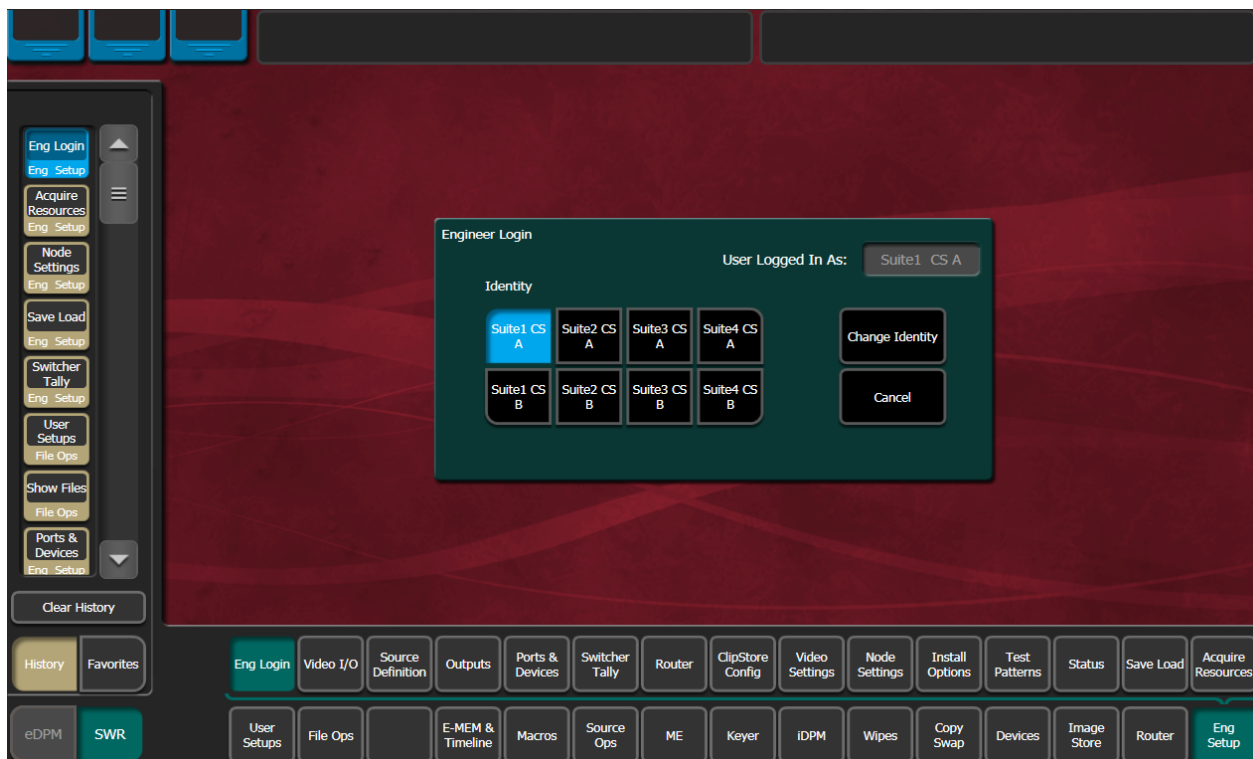 Eng Login
Eng Setup
Acquire
Resources
Eng Setup
Node
Settings
Eng Setup
Save Load
Eng Setup
Switcher
Tally
Eng Setup
User
Setups
File Ops
Show Files
File Ops
Ports &
Devices
Eng Setup
Clear History
History
Favorites
eDPM
SWR
Engineer Login
User Logged In As:
Suite1 CS A
Identity
Suite1 CS
A
Suite2 CS
A
Suite3 CS
A
Suite4 CS
A
Change Identity
Suite1 CS
B
Suite2 CS
B
Suite3 CS
B
Suite4 CS
B
Cancel
Eng Login
Video I/O
Source
Definition
Outputs
Ports &
Devices
Switcher
Tally
Router
ClipStore
Config
Video
Settings
Node
Settings
Install
Options
Test
Patterns
Status
Save Load
Acquire
Resources
User
Setups
File Ops
E-MEM &
Timeline
Macros
Source
Ops
ME
Keyer
iDPM
Wipes
Copy
Swap
Devices
Image
Store
Router
Eng
Setup